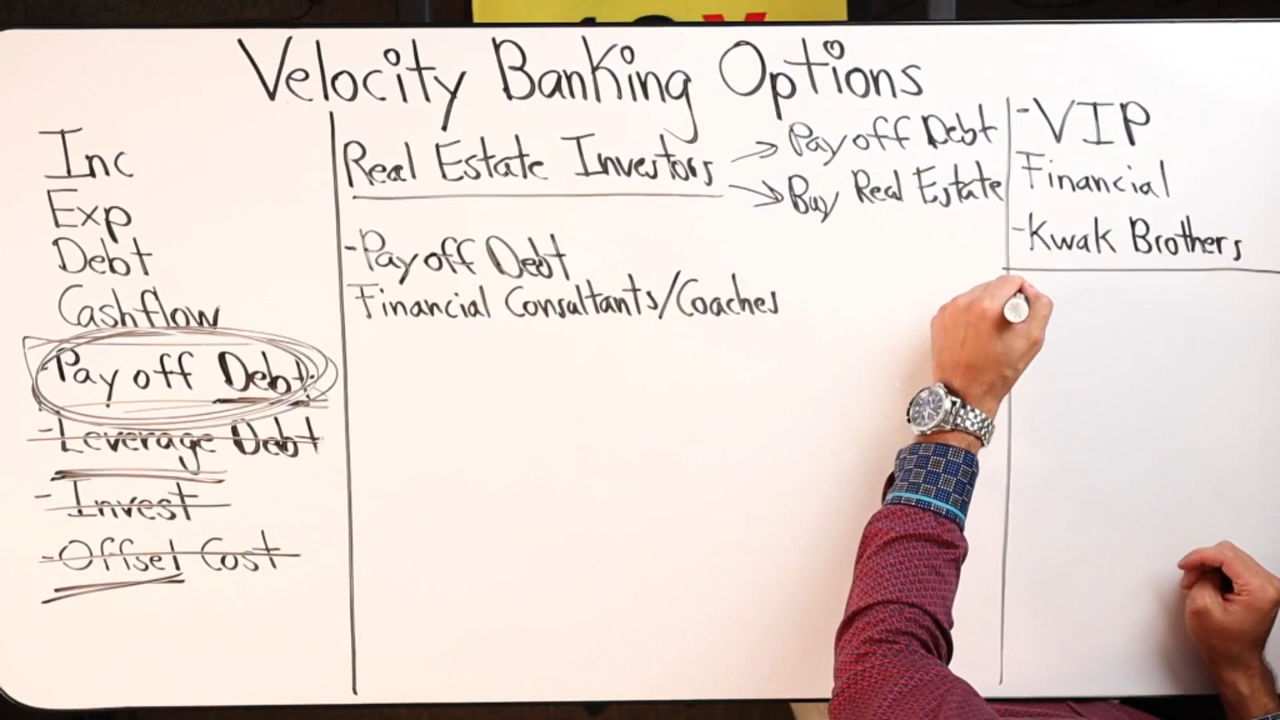 Velocity Banking Options
Inc
Exp
Debt
Cashflow
Pay off Debt
- Leverage Debt
- Invest
- Offset Cost
Real Estate Investors
Pay off Debt
Buy Real Estate
- Pay off Debt
Financial Consultants/Coaches
- VIP
Financial
- Kwak Brothers